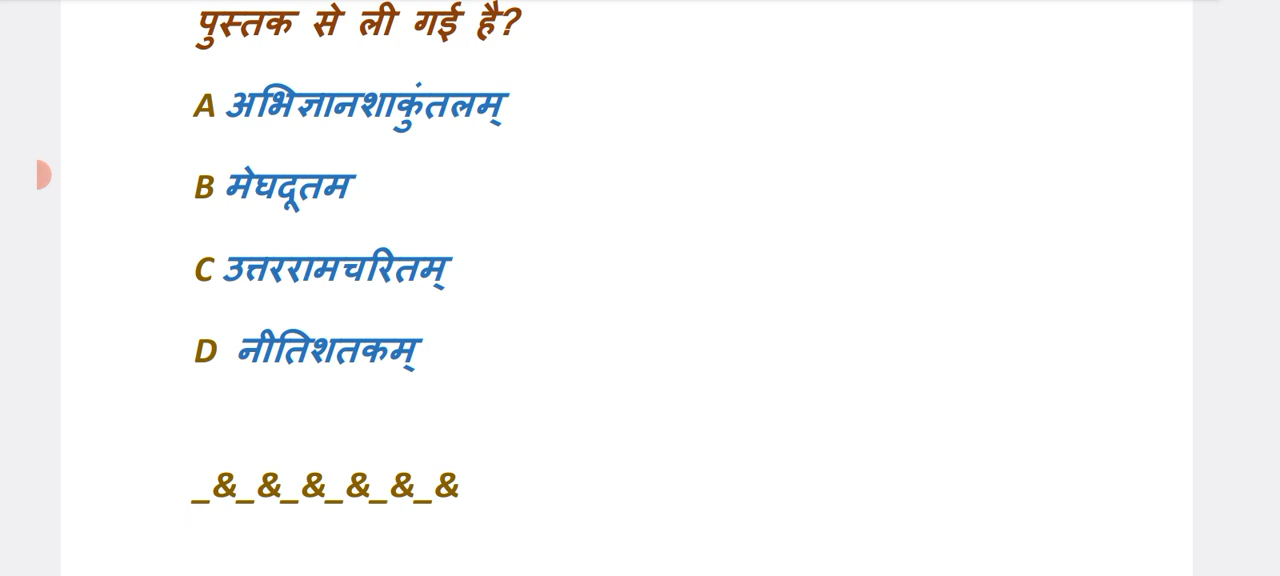 पुस्तक से ली गई है?
A अभिज्ञानशाकुंतलम्
B मेघदूतम
C उत्तररामचरितम्
D नीतिशतकम्
_&_&_&_&_&_&